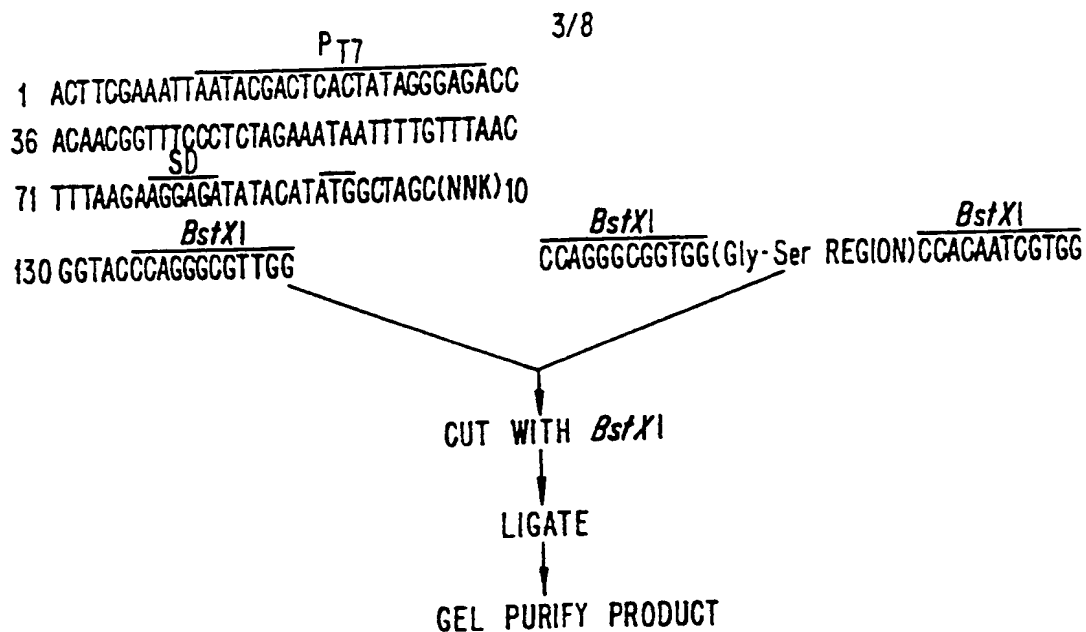 3/8
PT7
1 ACTTCGAAATTAATACGACTCACTATAGGGAGACC
36 ACAACGGTTTCCCTCTAGAAATAATTTTGTTTAAC
SD
71 TTTAAGAAGGAGATATACATATGGCTAGC(NNK)10
BstXI
130 GGTACCCAGGGCGTTGG
BstXI BstXI
CCAGGGCGGTGG(Gly-Ser REGION)CCACAATCGTGG
CUT WITH BstXI
LIGATE
GEL PURIFY PRODUCT